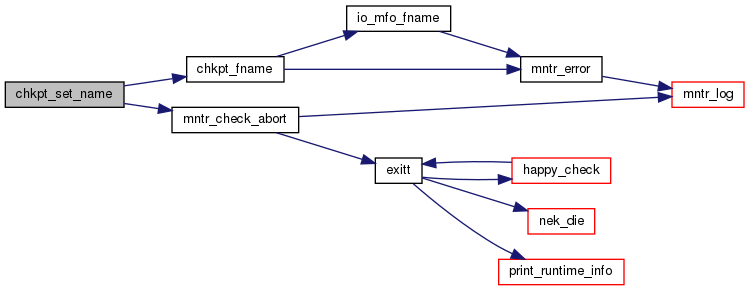 io_mfo_fname
chkpt_fname
mntr_error
chkpt_set_name
mntr_log
mntr_check_abort
exitt
happy_check
nek_die
print_runtime_info